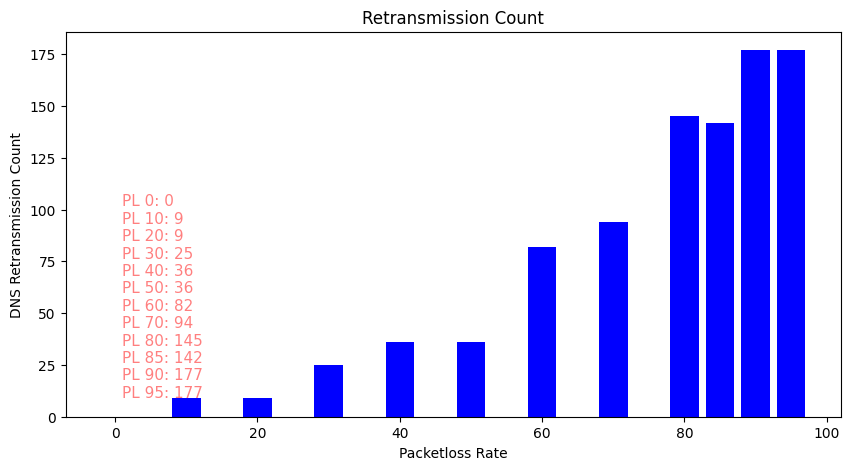 Retransmission Count
DNS Retransmission Count
175
150
125
100
75
50
25
0
PL 0: 0
PL 10: 9
PL 20: 9
PL 30: 25
PL 40: 36
PL 50: 36
PL 60: 82
PL 70: 94
PL 80: 145
PL 85: 142
PL 90: 177
PL 95: 177
0 20 40 60 80 100
Packetloss Rate